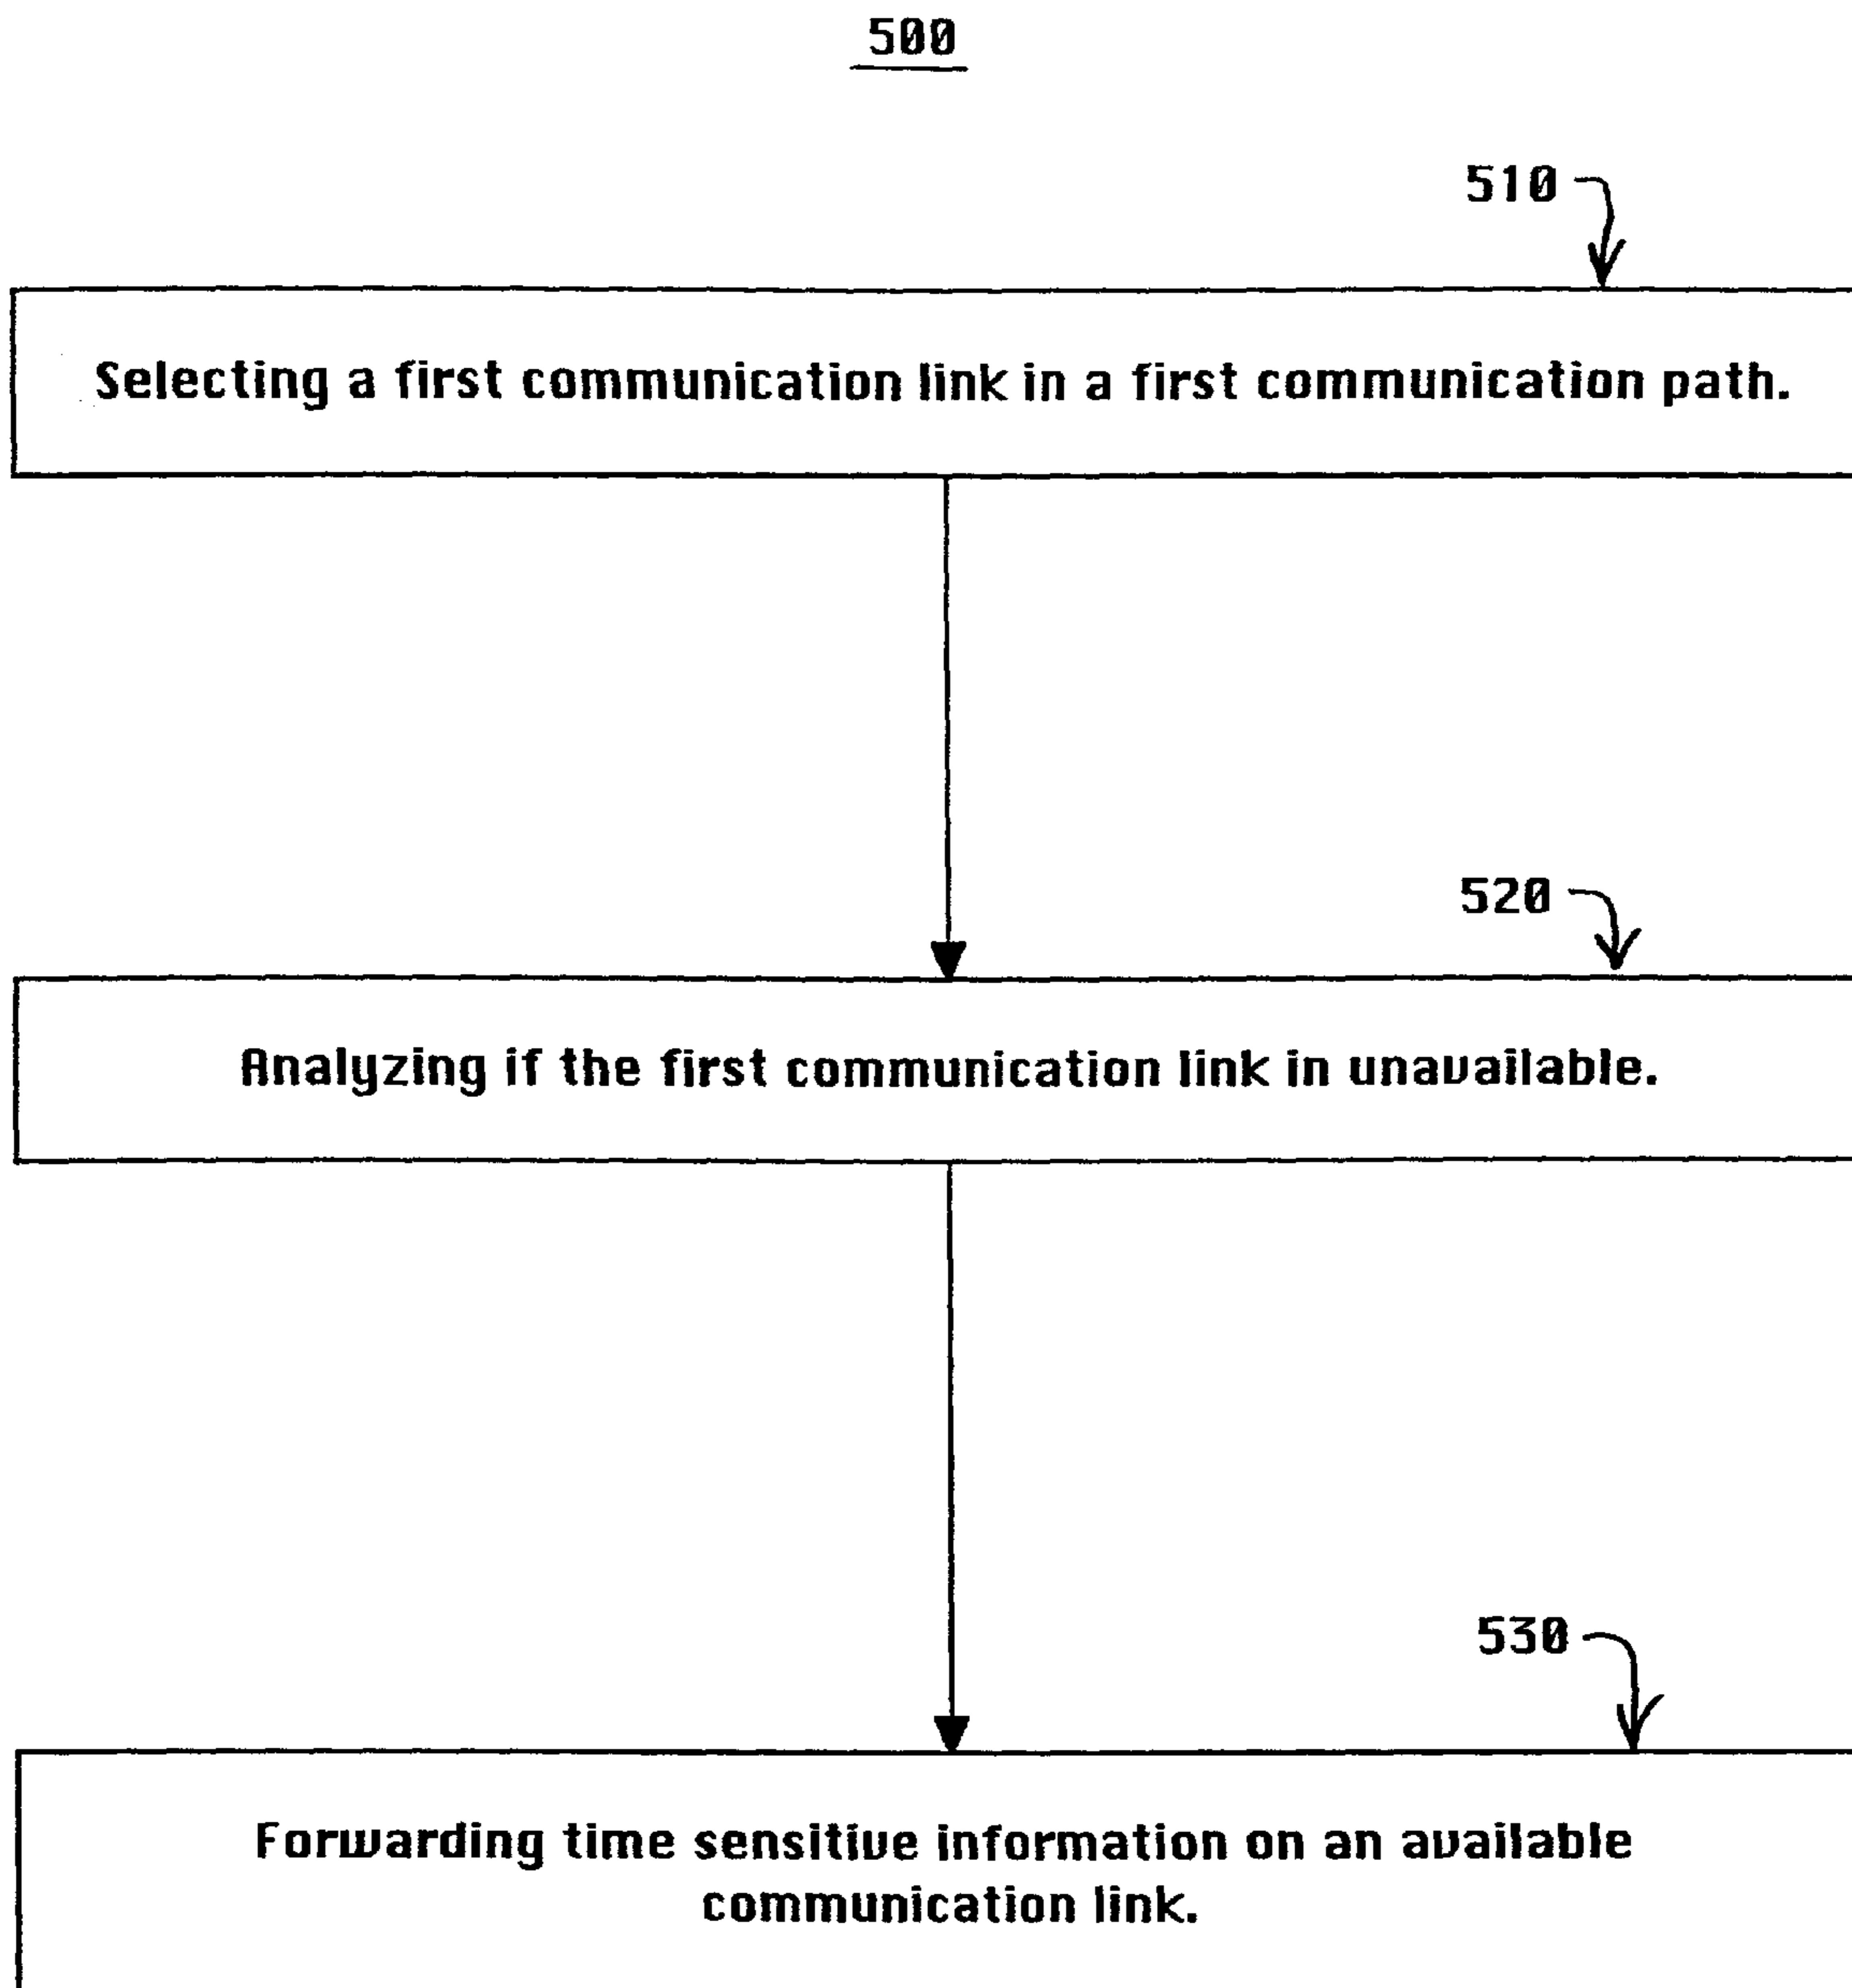 500
510
Selecting a first communication link in a first communication path.
520
Analyzing if the first communication link in unavailable.
530
Forwarding time sensitive information on an available
communication link.